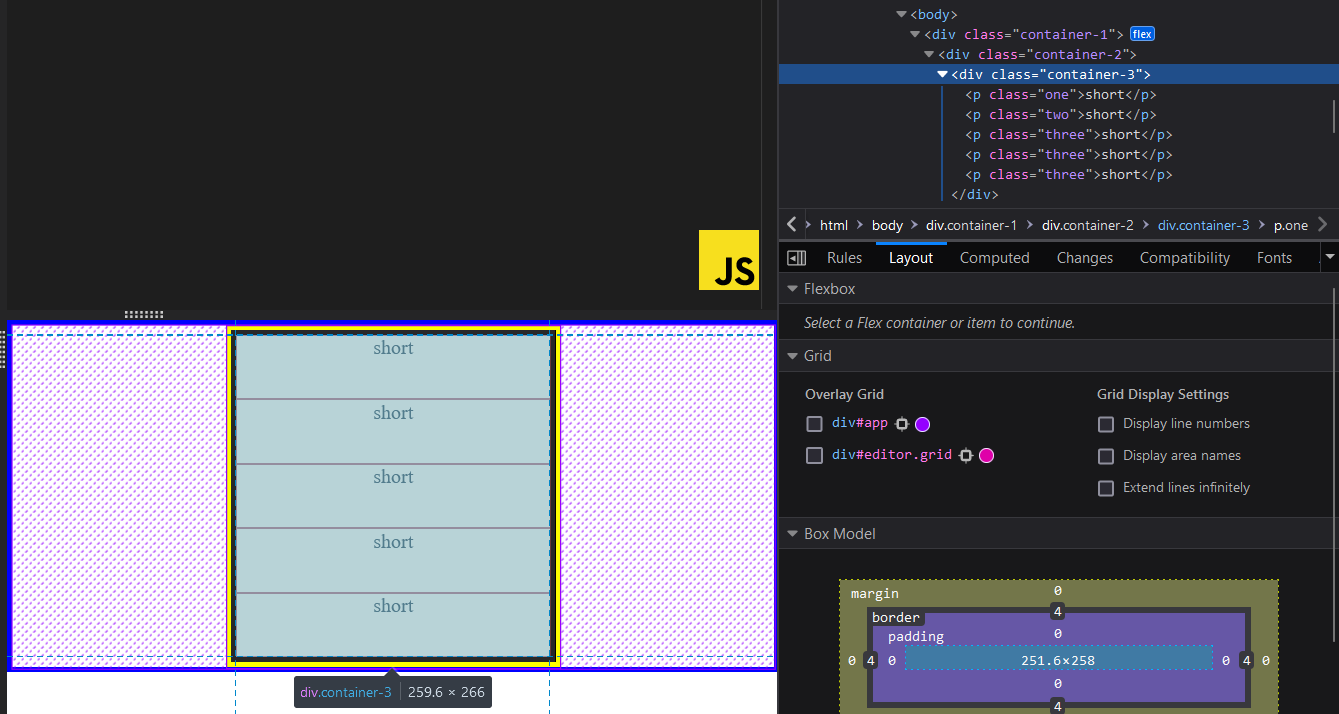 <body>
<div class="container-1"> flex
<div class="container-2">
<div class="container-3">
<p class="one">short</p>
<p class="two">short</p>
<p class="three">short</p>
<p class="three">short</p>
<p class="three">short</p>
</div>
html body div.container-1 div.container-2 div.container-3 p.one
Rules Layout Computed Changes Compatibility Fonts
Flexbox
Select a Flex container or item to continue.
Grid
Overlay Grid
div#app
div#editor.grid
Grid Display Settings
Display line numbers
Display area names
Extend lines infinitely
Box Model
margin 0
border 4
padding 0
0 4 0 251.6×258 0 4 0
0
4
JS
short
short
short
short
short
div.container-3 259.6 × 266